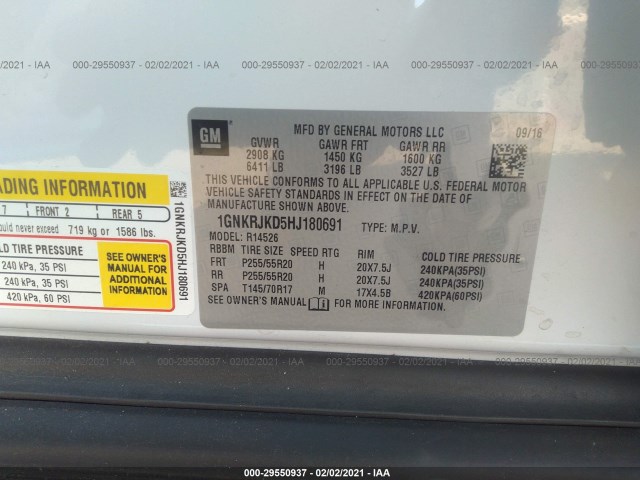 02/2021 - IAA
000-29550937 - 02/02/2021 - IAA
000-29550937 - 02/02/2021 - IAA
GM
MFD BY GENERAL MOTORS LLC
09/16
GVWR
GAWR FRT
GAWR RR
2908 KG
1450 KG
1600 KG
6411 LB
3196 LB
3527 LB
THIS VEHICLE CONFORMS TO ALL APPLICABLE U.S. FEDERAL MOTOR
VEHICLE SAFETY STANDARDS IN EFFECT ON THE DATE OF
MANUFACTURE SHOWN ABOVE.
1GNKRJKD5HJ180691
TYPE: M.P.V.
MODEL: R14526
RBBM TIRE SIZE SPEED RTG RIM COLD TIRE PRESSURE
FRT P255/55R20 H 20X7.5J 240KPA(35PSI)
RR P255/55R20 H 20X7.5J 240KPA(35PSI)
SPA T145/70R17 M 17X4.5B 420KPA(60PSI)
SEE OWNER'S MANUAL FOR MORE INFORMATION.
ADING INFORMATION
7 FRONT 2 REAR 5
ould never exceed 719 kg or 1586 lbs.
OLD TIRE PRESSURE
240 kPa, 35 PSI
240 kPa, 35 PSI
420 kPa, 60 PSI
SEE OWNER'S
MANUAL FOR
ADDITIONAL
INFORMATION
1GNKRJKD5HJ180691
02/2021 - IAA
000-29550937 - 02/02/2021 - IAA
000-29550937 - 02/02/2021 - IAA
000-29550937 - 02/02/2021 - IAA